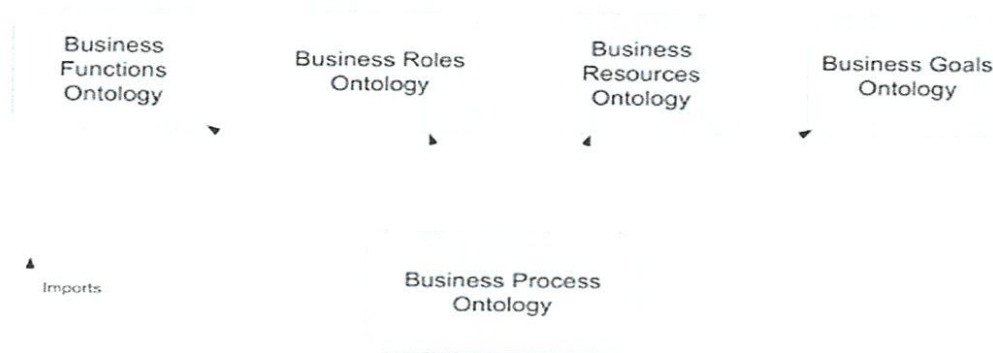 Business
Functions
Ontology
Business Roles
Ontology
Business
Resources
Ontology
Business Goals
Ontology
Imports
Business Process
Ontology